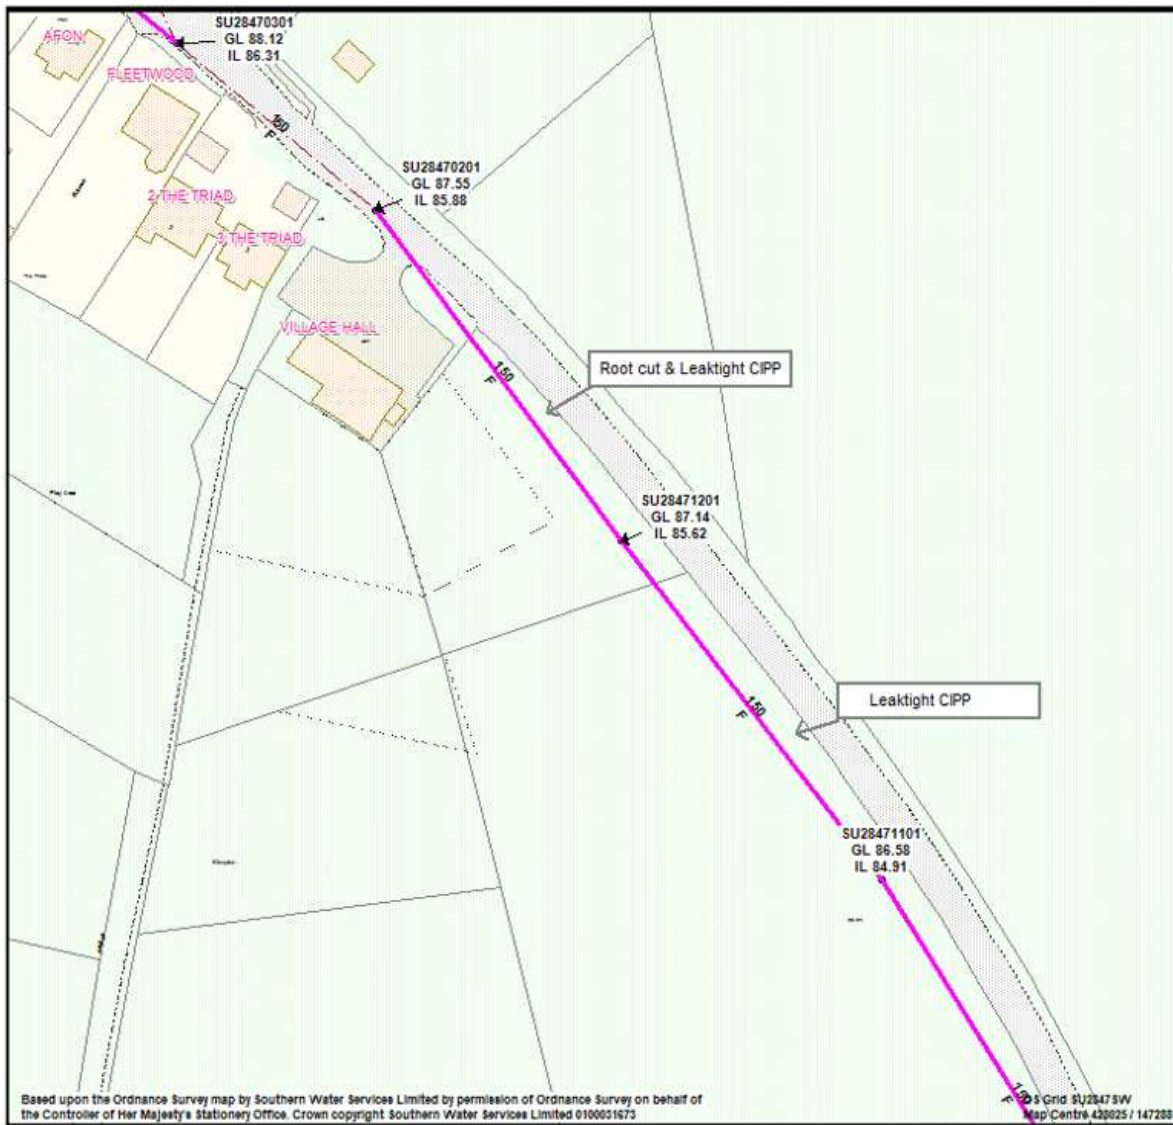 SU28470301
GL 88.12
IL 86.31
AFON
FLEETWOOD
150
F
SU28470201
GL 87.55
IL 85.88
2 THE TRIAD
3 THE TRIAD
VILLAGE HALL
Root cut & Leaktight CIPP
150
F
SU28471201
GL 87.14
IL 85.62
Play Area
Leaktight CIPP
150
F
SU28471101
GL 86.58
IL 84.91
150
Based upon the Ordnance Survey map by Southern Water Services Limited by permission of Ordnance Survey on behalf of
the Controller of Her Majesty's Stationery Office. Crown copyright Southern Water Services Limited 0100031673
OS Grid SU2847SW
Map Centre 428025 / 147288